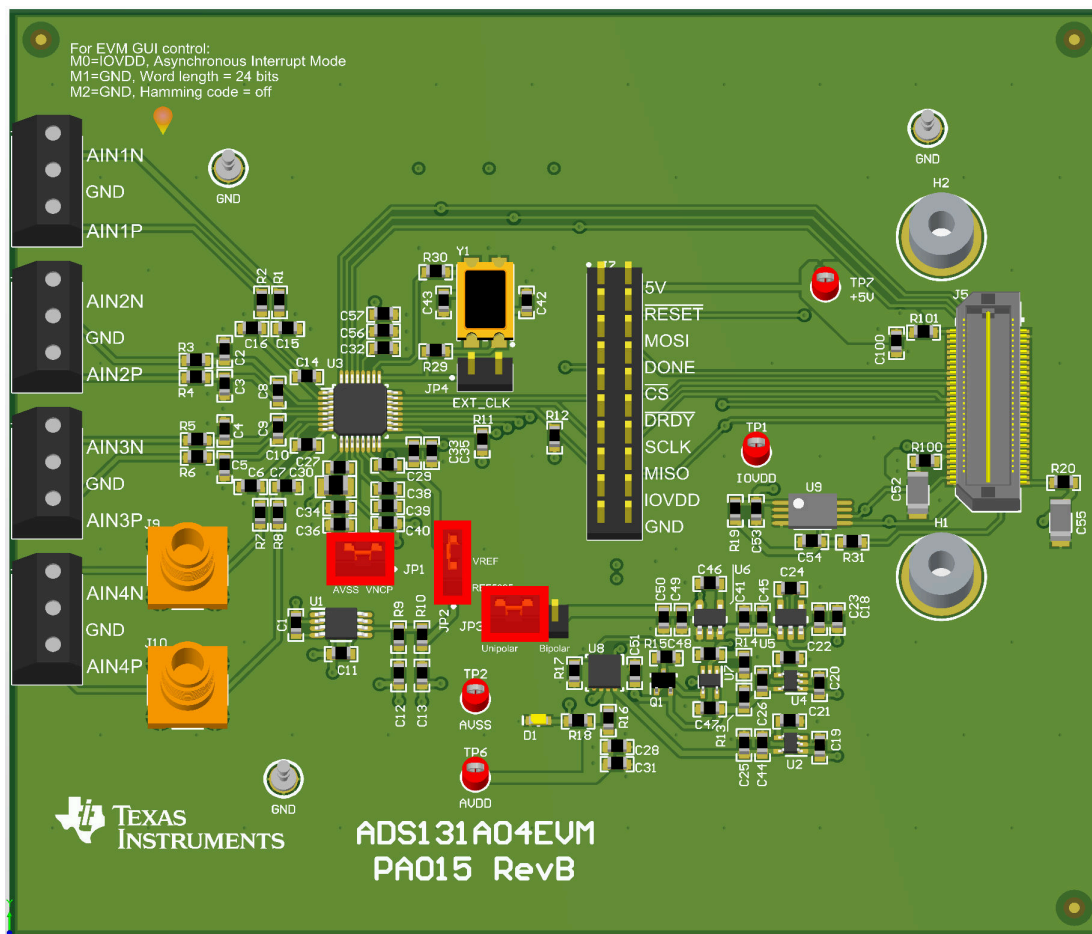 For EVM GUI control:
M0=IOVDD, Asynchronous Interrupt Mode
M1=GND, Word length = 24 bits
M2=GND, Hamming code = off
AIN1N
GND
AIN1P
GND
GND
H2
AIN2N
GND
AIN2P
R2
R1
C16
C15
R3
R4
C2
C3
C8
C14
U3
C57
C56
C32
R30
C43
Y1
C42
R29
JP4
EXT_CLK
5V
RESET
MOSI
DONE
CS
DRDY
SCLK
MISO
IOVDD
GND
TP7
+5V
J5
R101
C100
AIN3N
GND
AIN3P
R5
R6
C4
C5
C9
C10
C6
C7
C30
C27
R7
R8
C34
C36
C29
C38
C39
C40
C33
C35
R11
R12
TP1
IOVDD
R100
C52
U9
R19
C53
C54
R31
R20
C55
H1
J9
JP1
AVSS VNCP
VREF
JP2
AIN4N
GND
AIN4P
J10
C1
U1
C11
R9
R10
C12
C13
JP3
Unipolar
Bipolar
C50
C49
C46
U6
C41
C45
C24
C23
C18
R15
C48
R14
U5
C22
U8
R17
C51
Q1
U7
C47
R13
C26
U4
C20
C21
TP2
AVSS
D1
R18
R16
C28
C31
C25
C44
U2
C19
TP6
AVDD
GND
TEXAS
INSTRUMENTS
ADS131A04EVM
PA015 RevB